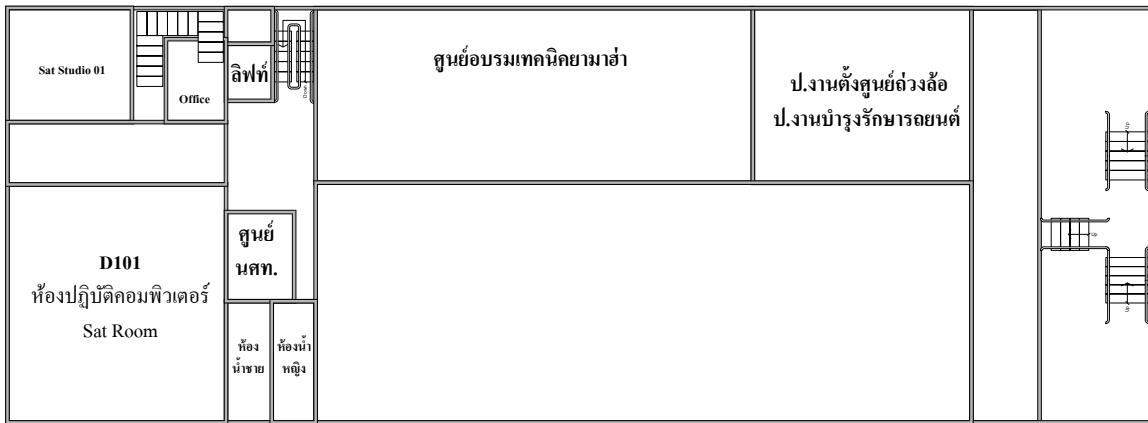 Sat Studio 01
Office
ลิฟท์
Down
ศูนย์อบรมเทคนิคยามาฮ่า
ป.งานตั้งศูนย์ถ่วงล้อ
ป.งานบำรุงรักษารถยนต์
Up
Up
Up
ศูนย์
นศท.
D101
ห้องปฏิบัติคอมพิวเตอร์
Sat Room
ห้อง
น้ำชาย
ห้องน้ำ
หญิง